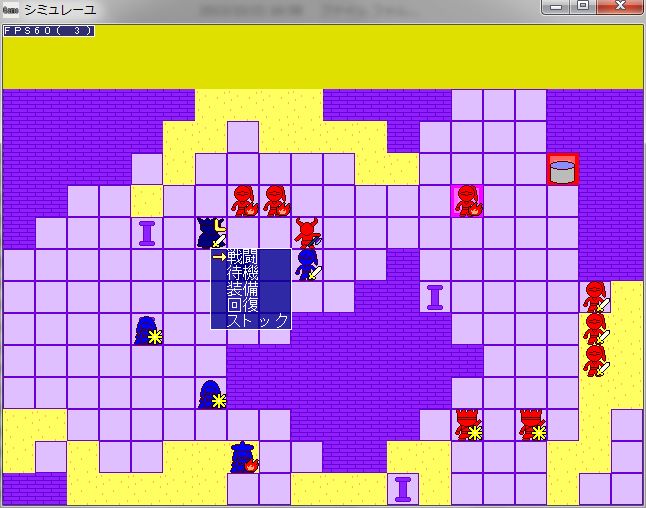 シミュレーユ
FPS60( 3)
→戦闘
待機
装備
回復
ストック